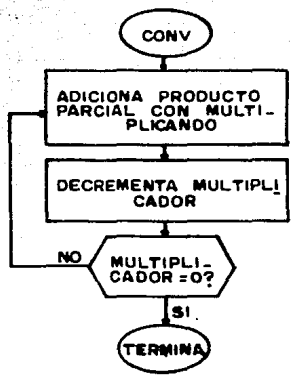 CONV
ADICIONA PRODUCTO
PARCIAL CON MULTI-
PLICANDO
DECREMENTA MULTIPLI
CADOR
NO
MULTIPLI-
CADOR =0?
SI
TERMINA